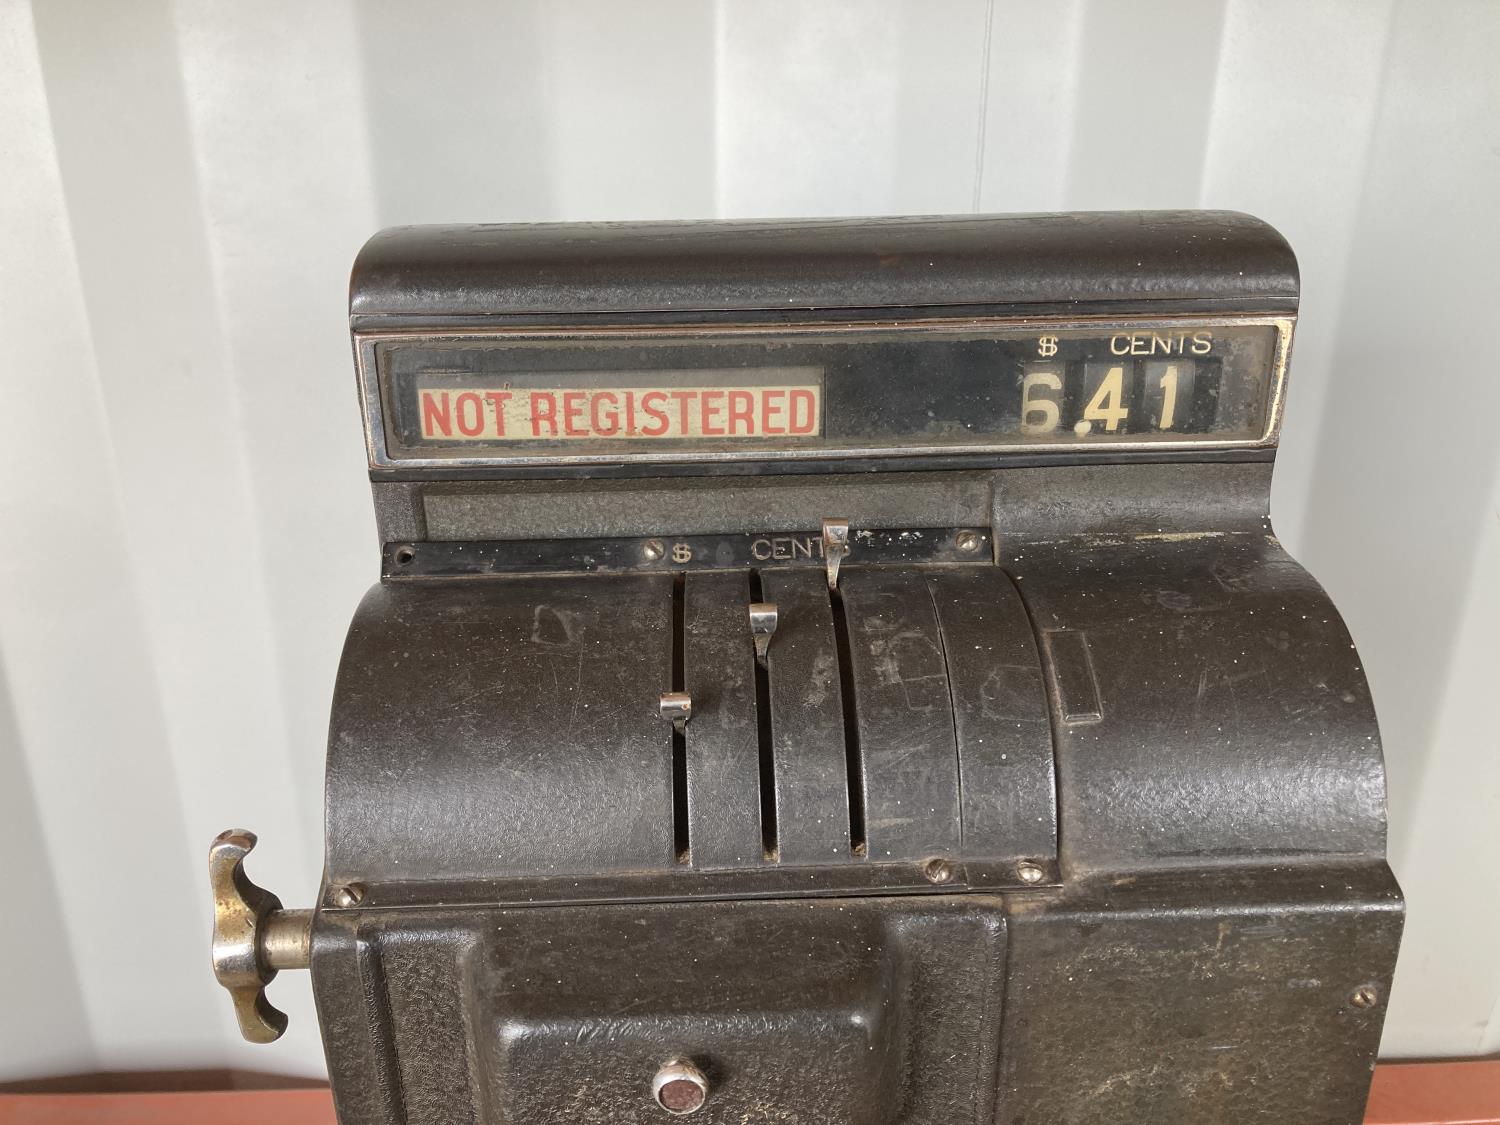 $ CENTS
NOT REGISTERED 6.41
$ CENTS